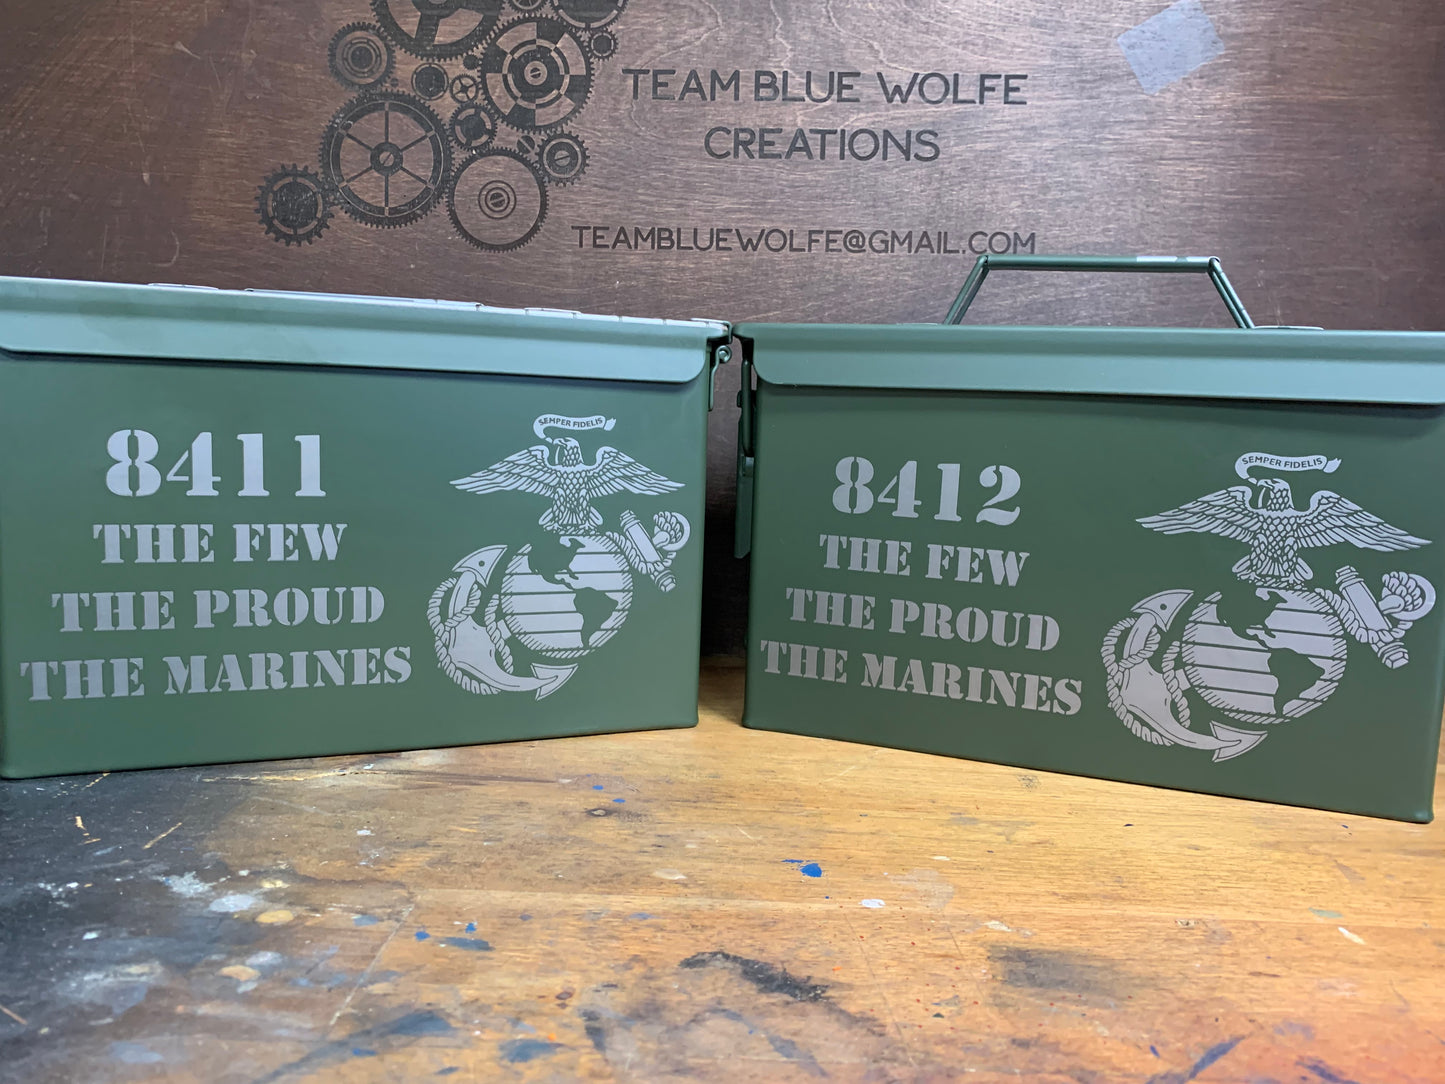 TEAM BLUE WOLFE
CREATIONS
TEAMBLUEWOLFE@GMAIL.COM
SEMPER FIDELIS
8411
THE FEW
THE PROUD
THE MARINES
SEMPER FIDELIS
8412
THE FEW
THE PROUD
THE MARINES